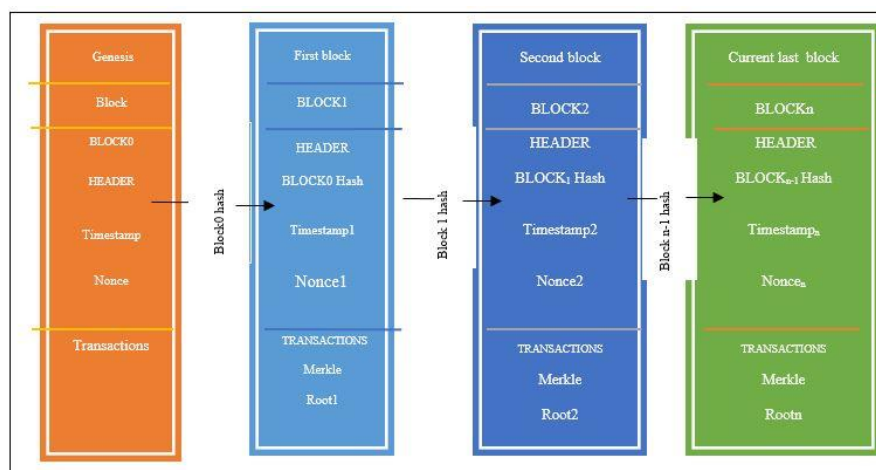 Genesis
Block
BLOCK0
HEADER
Timestamp
Nonce
Transactions
Block0 hash
First block
BLOCK1
HEADER
BLOCK0 Hash
Timestamp1
Nonce1
TRANSACTIONS
Merkle
Root1
Block 1 hash
Second block
BLOCK2
HEADER
BLOCK₁ Hash
Timestamp2
Nonce2
TRANSACTIONS
Merkle
Root2
Block n-1 hash
Current last block
BLOCKn
HEADER
BLOCKₙ₋₁ Hash
Timestampₙ
Nonceₙ
TRANSACTIONS
Merkle
Rootn